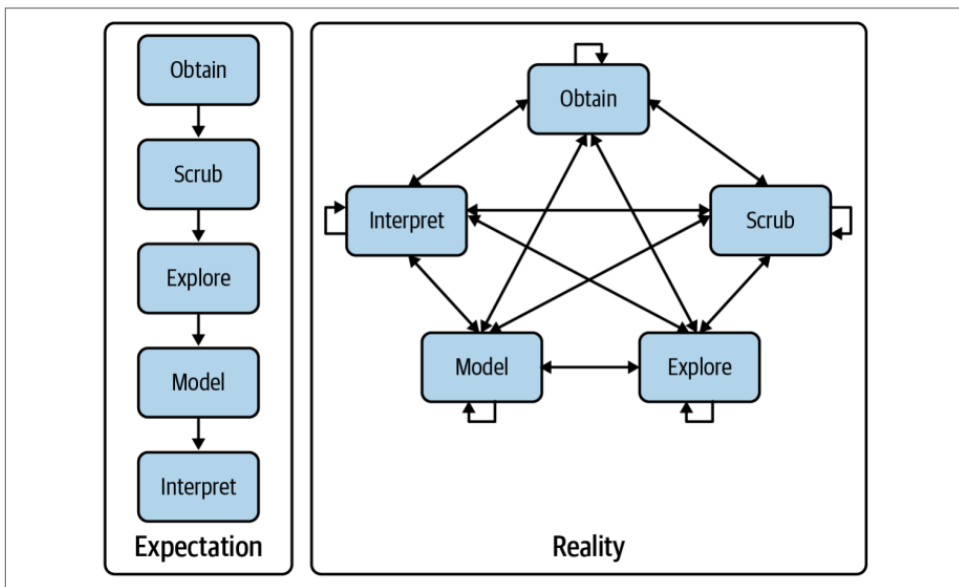 Obtain
Scrub
Explore
Model
Interpret
Expectation
Obtain
Interpret
Scrub
Model
Explore
Reality